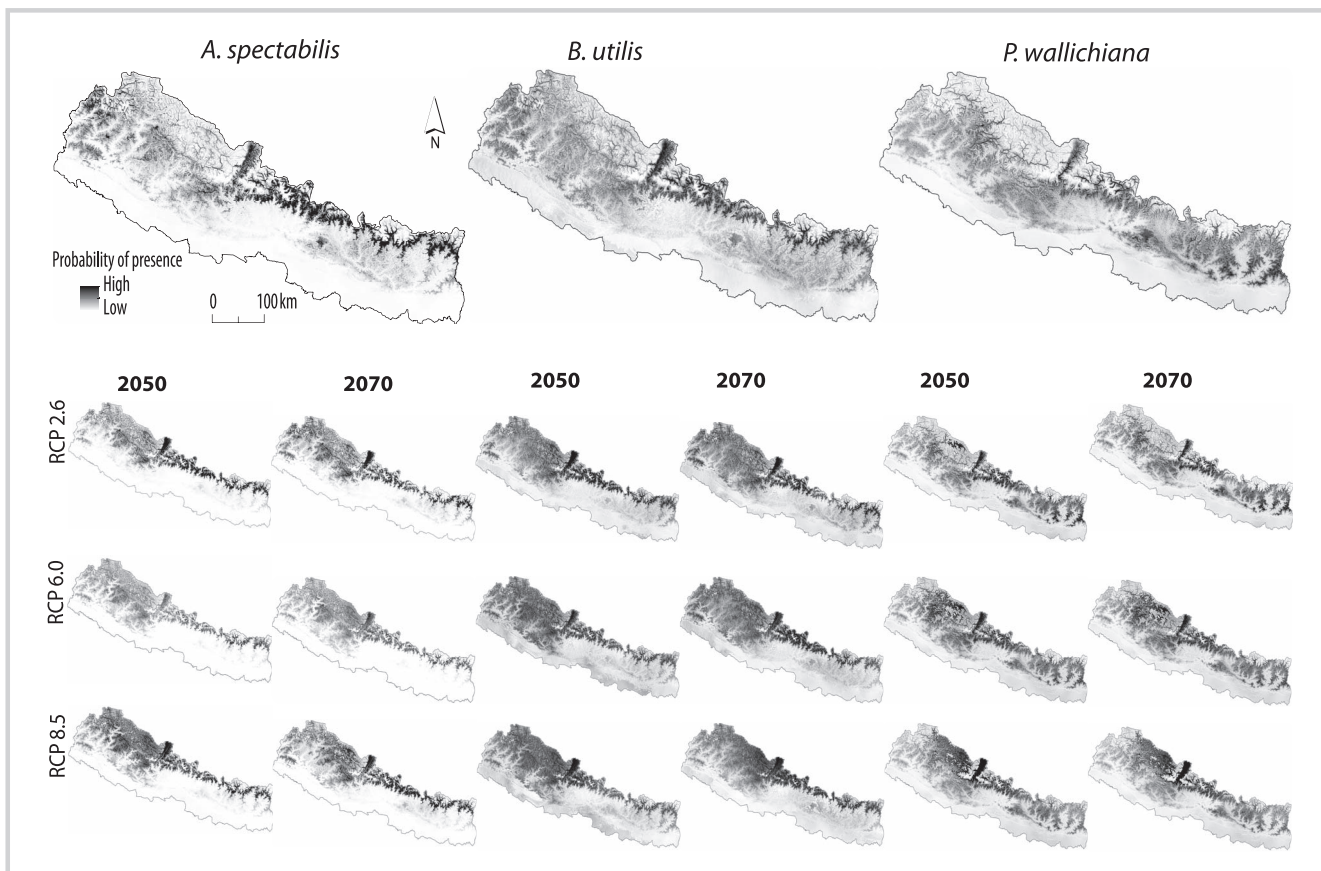 A. spectabilis B. utilis P. wallichiana
N
Probability of presence
High
Low
0 100 km
2050 2070 2050 2070 2050 2070
RCP 2.6
RCP 6.0
RCP 8.5